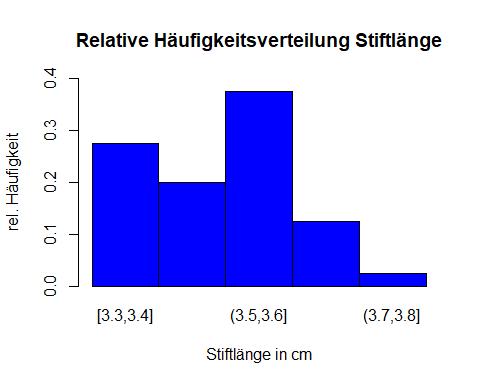 Relative Häufigkeitsverteilung Stiftlänge
rel. Häufigkeit
0.4
0.3
0.2
0.1
0.0
[3.3,3.4]
(3.5,3.6]
(3.7,3.8]
Stiftlänge in cm